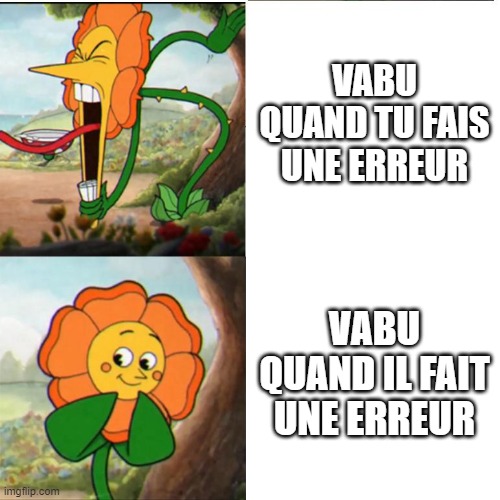 VABU
QUAND TU FAIS
UNE ERREUR
VABU
QUAND IL FAIT
UNE ERREUR
imgflip.com